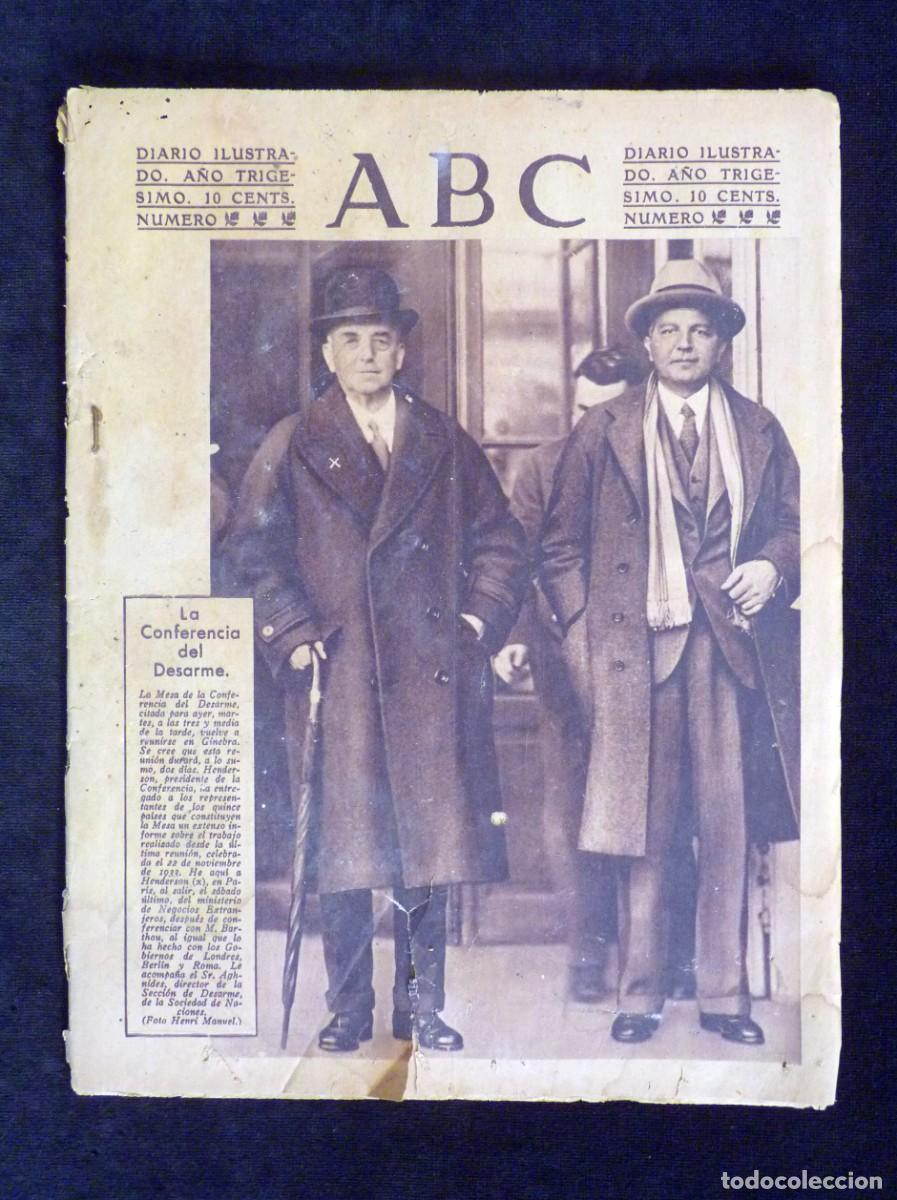 DIARIO ILUSTRA-
DO. AÑO TRIGE-
SIMO. 10 CENTS.
NUMERO
ABC
DIARIO ILUSTRA-
DO. AÑO TRIGE-
SIMO. 10 CENTS.
NUMERO
x
La
Conferencia
del
Desarme.
La Mesa de la Confe-
rencia del Desarme,
citada para ayer, mar-
tes, a las tres y media
de la tarde, vuelve a
reunirse en Ginebra.
Se cree que esta re-
unión durará, a lo su-
mo, dos días. Hender-
son, presidente de la
Conferencia, ha entre-
gado a los represen-
tantes de los quince
países que constituyen
la Mesa un extenso in-
forme sobre el trabajo
realizado desde la úl-
tima reunión, celebra-
da el 22 de noviembre
de 1933. He aquí a
Henderson (x), en Pa-
rís, al salir, el sábado
último, del ministerio
de Negocios Extran-
jeros, después de con-
ferenciar con M. Bar-
thou, al igual que lo
ha hecho con los Go-
biernos de Londres,
Berlín y Roma. Le
acompaña el Sr. Agh-
nides, director de la
Sección de Desarme,
de la Sociedad de Na-
ciones.
(Foto Henri Manuel.)
todocoleccion